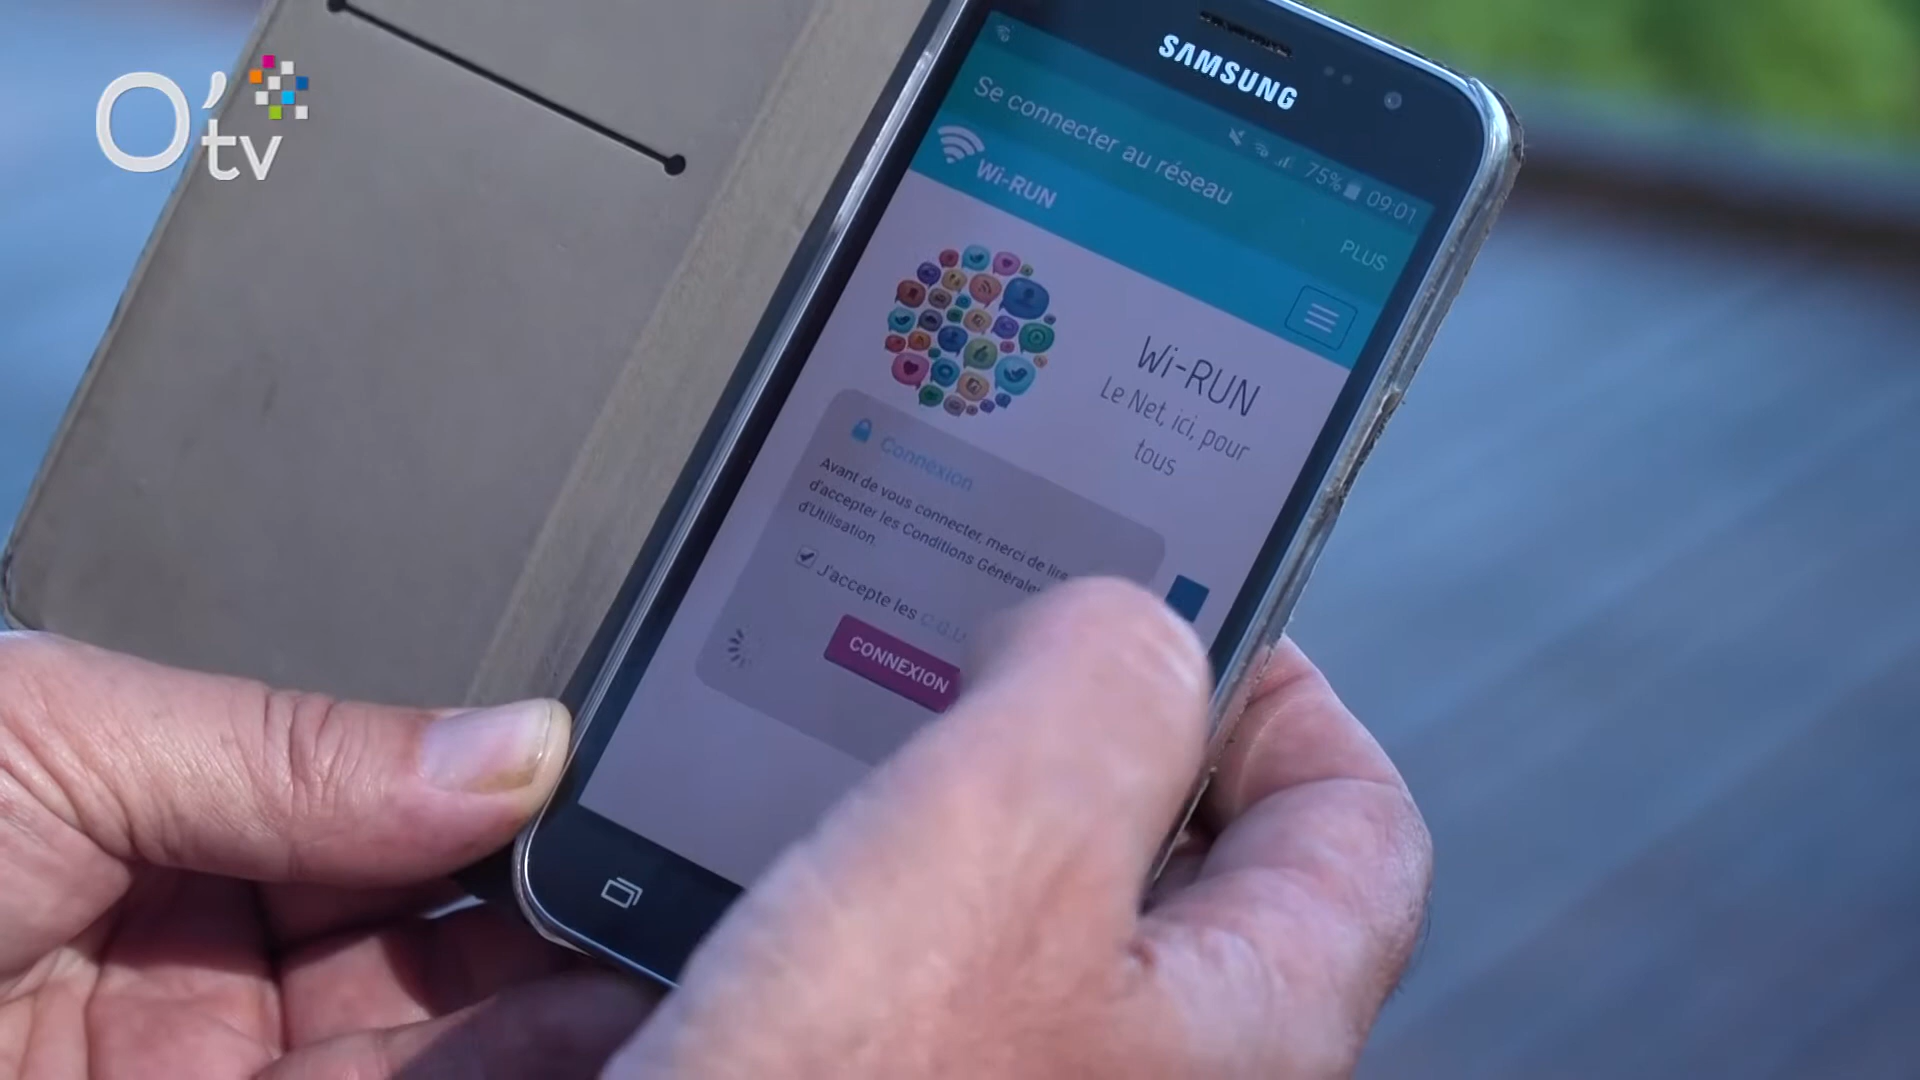 O'tv
SAMSUNG
75% 09:01
Se connecter au réseau
PLUS
Wi-RUN
Wi-RUN
Le Net, ici, pour
tous
Connexion
Avant de vous connecter, merci de lire
d'accepter les Conditions Générales
d'Utilisation.
J'accepte les C.G.U
CONNEXION